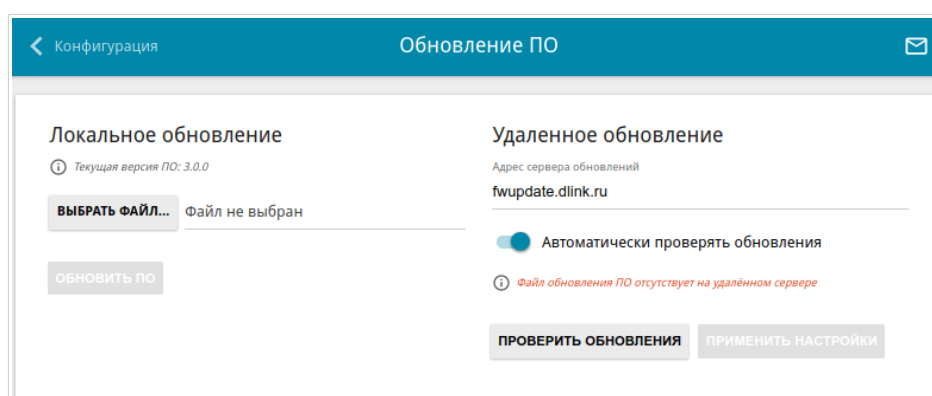 Конфигурация
Обновление ПО
Локальное обновление
Текущая версия ПО: 3.0.0
ВЫБРАТЬ ФАЙЛ... Файл не выбран
ОБНОВИТЬ ПО
Удаленное обновление
Адрес сервера обновлений
fwupdate.dlink.ru
Автоматически проверять обновления
Файл обновления ПО отсутствует на удалённом сервере
ПРОВЕРИТЬ ОБНОВЛЕНИЯ ПРИМЕНИТЬ НАСТРОЙКИ